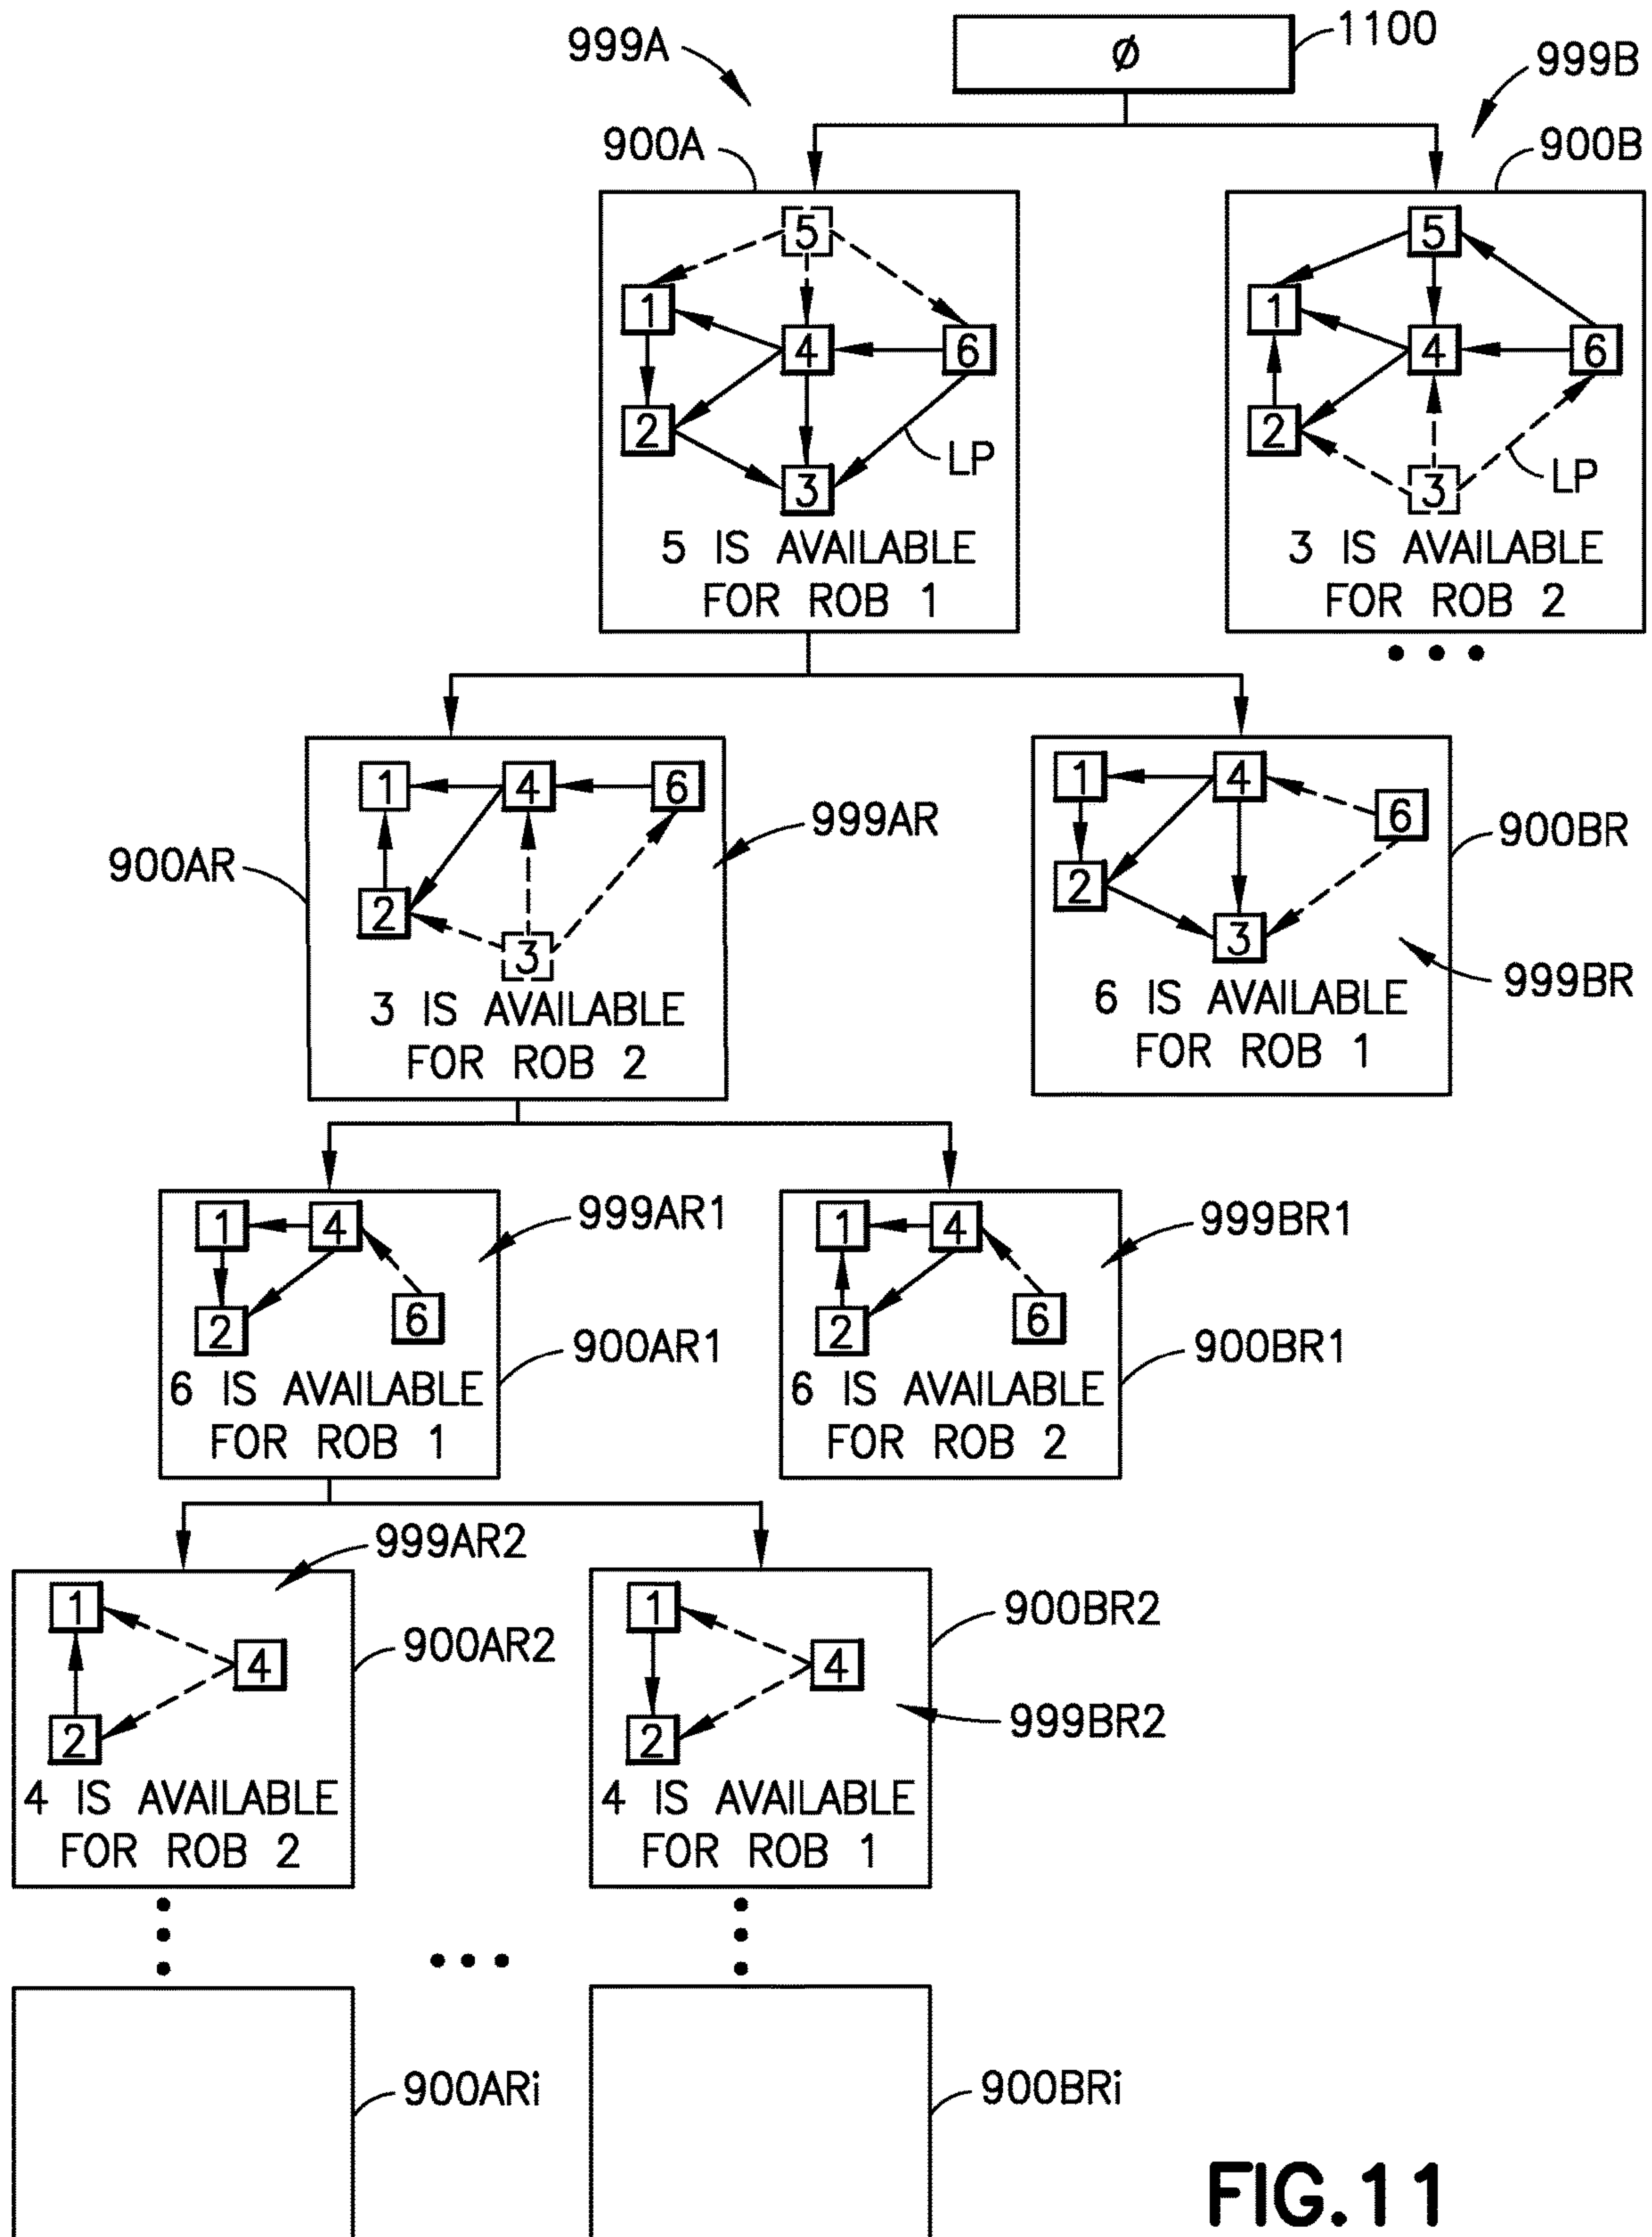 999A
Ø
1100
999B
900A
900B
5
1
4
6
2
LP
3
5 IS AVAILABLE
FOR ROB 1
5
1
4
6
2
LP
3
3 IS AVAILABLE
FOR ROB 2
1
4
6
999AR
900AR
2
3
3 IS AVAILABLE
FOR ROB 2
1
4
6
900BR
2
3
999BR
6 IS AVAILABLE
FOR ROB 1
1
4
999AR1
2
6
900AR1
6 IS AVAILABLE
FOR ROB 1
1
4
999BR1
2
6
900BR1
6 IS AVAILABLE
FOR ROB 2
999AR2
1
4
900AR2
2
4 IS AVAILABLE
FOR ROB 2
1
900BR2
4
2
999BR2
4 IS AVAILABLE
FOR ROB 1
900ARi
900BRi
FIG.11